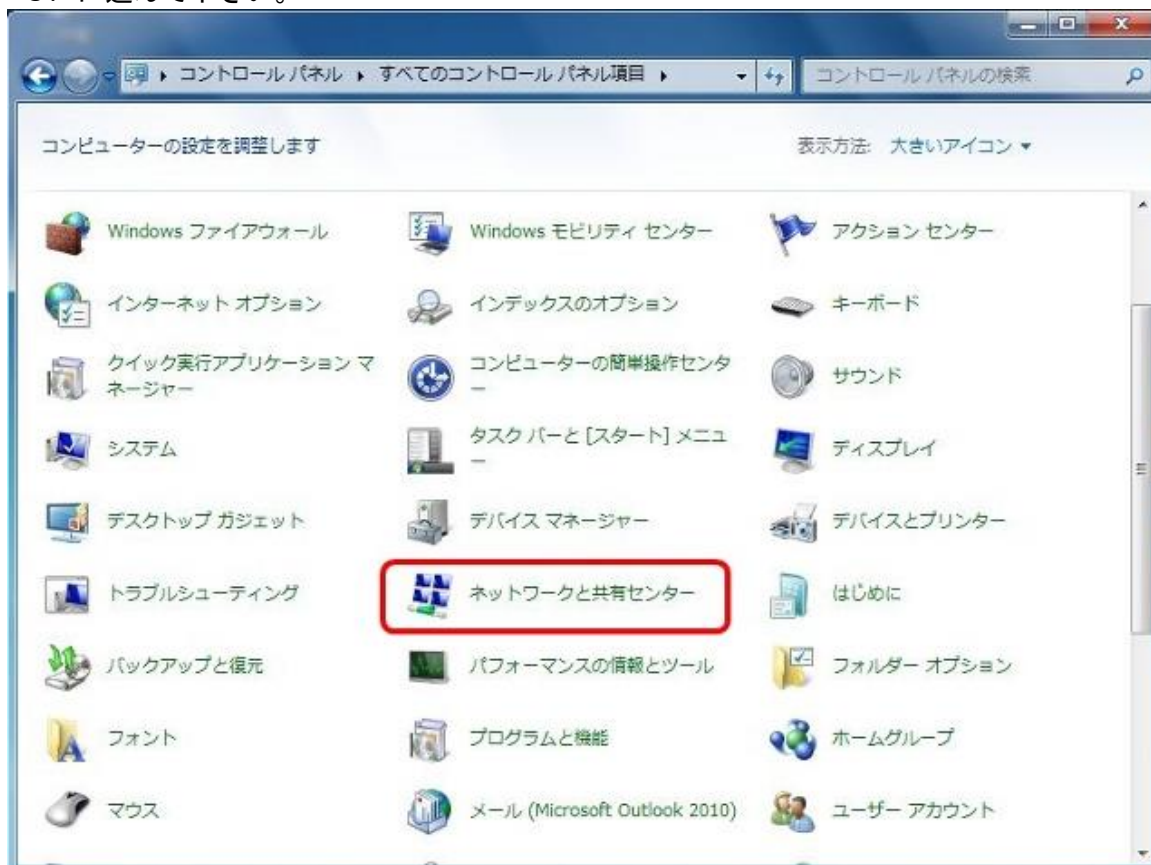 コントロール パネル ▸ すべてのコントロール パネル項目 ▸
コントロール パネルの検索
コンピューターの設定を調整します
表示方法: 大きいアイコン
Windows ファイアウォール
Windows モビリティ センター
アクション センター
インターネット オプション
インデックスのオプション
キーボード
クイック実行アプリケーション マ
ネージャー
コンピューターの簡単操作センタ
ー
サウンド
システム
タスク バーと [スタート] メニュ
ー
ディスプレイ
デスクトップ ガジェット
デバイス マネージャー
デバイスとプリンター
トラブルシューティング
ネットワークと共有センター
はじめに
バックアップと復元
パフォーマンスの情報とツール
フォルダー オプション
フォント
プログラムと機能
ホームグループ
マウス
メール (Microsoft Outlook 2010)
ユーザー アカウント